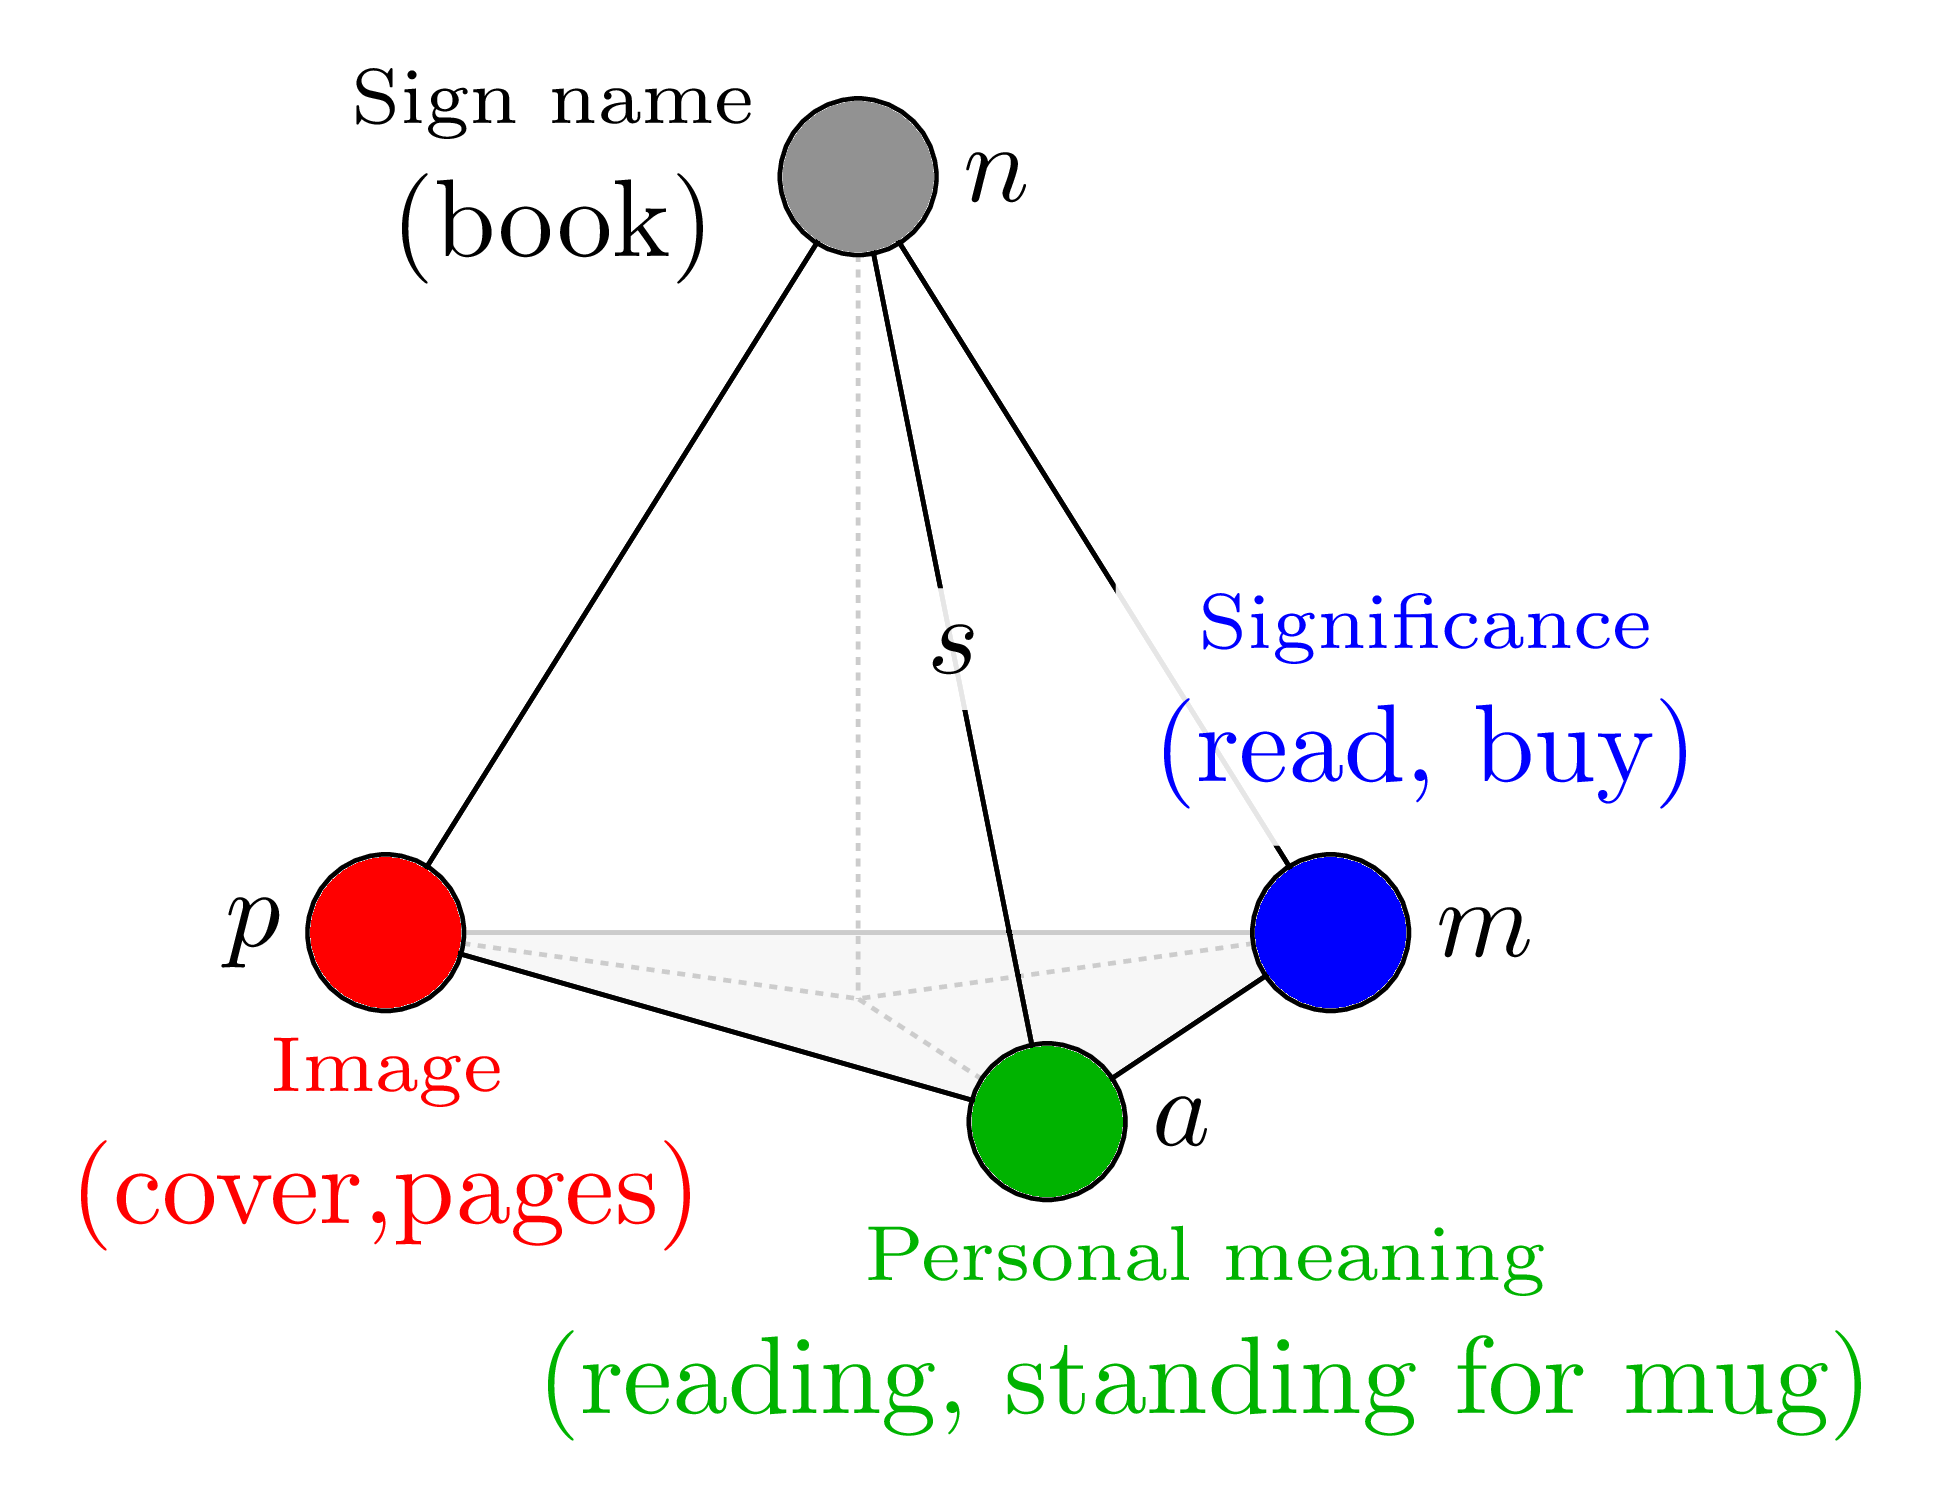 Sign name
(book)
n
s
Significance
(read, buy)
p
m
Image
(cover,pages)
a
Personal meaning
(reading, standing for mug)